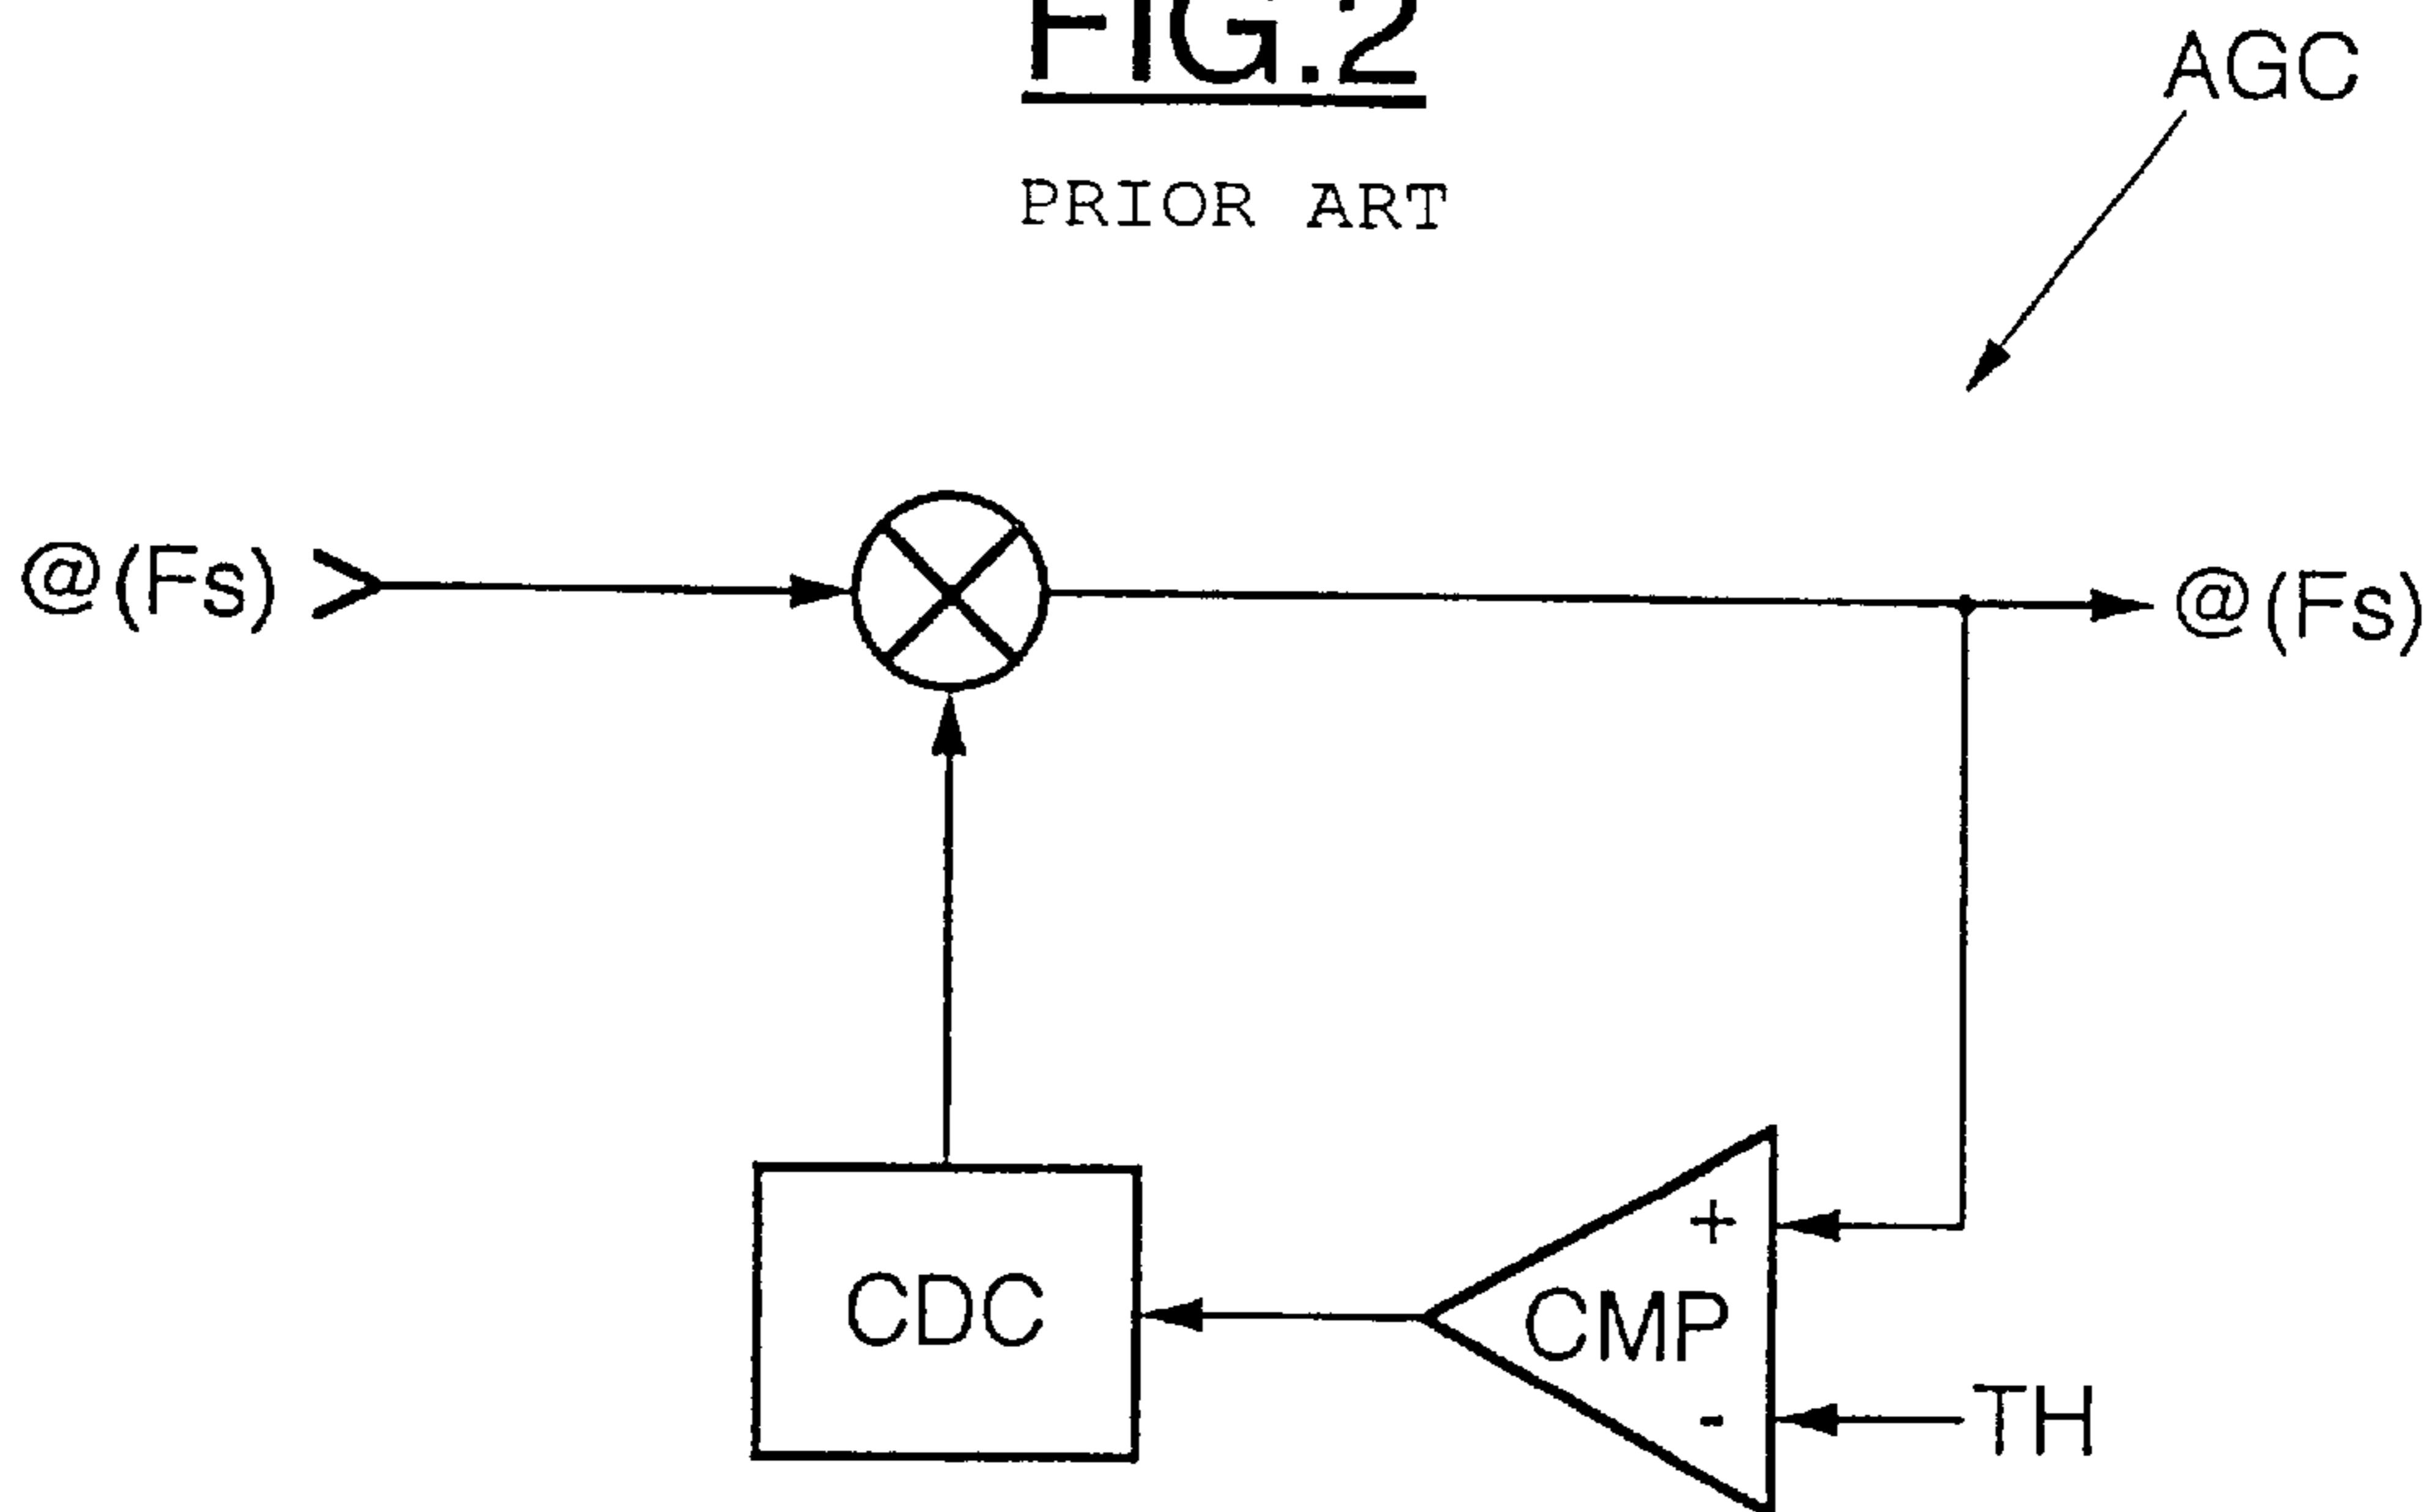 FIG.2
AGC
PRIOR ART
@(Fs)
@(Fs)
+
CDC
CMP
-
TH